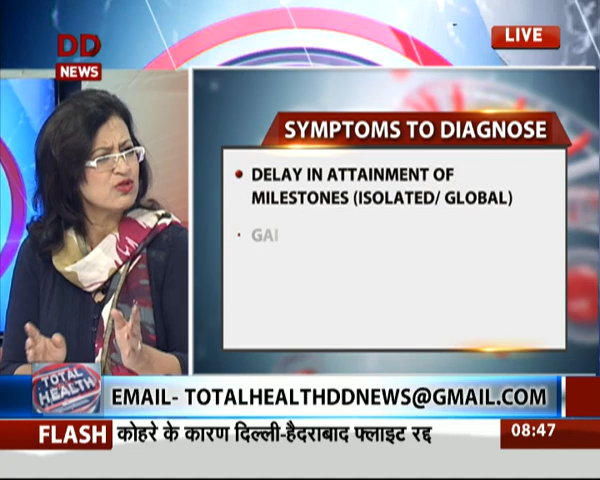 DD
NEWS
LIVE
SYMPTOMS TO DIAGNOSE
DELAY IN ATTAINMENT OF
MILESTONES (ISOLATED/ GLOBAL)
GAI
TOTAL
HEALTH
EMAIL- TOTALHEALTHDDNEWS@GMAIL.COM
FLASH
कोहरे के कारण दिल्ली-हैदराबाद फ्लाइट रद्द
08:47